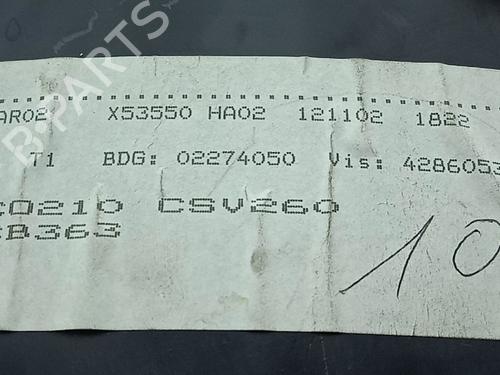 AR02 X53550 HA02 121102 1822
T1 BDG: 02274050 Vis: 4286053
C0210 CSV260
CB363
10
R-PARTS